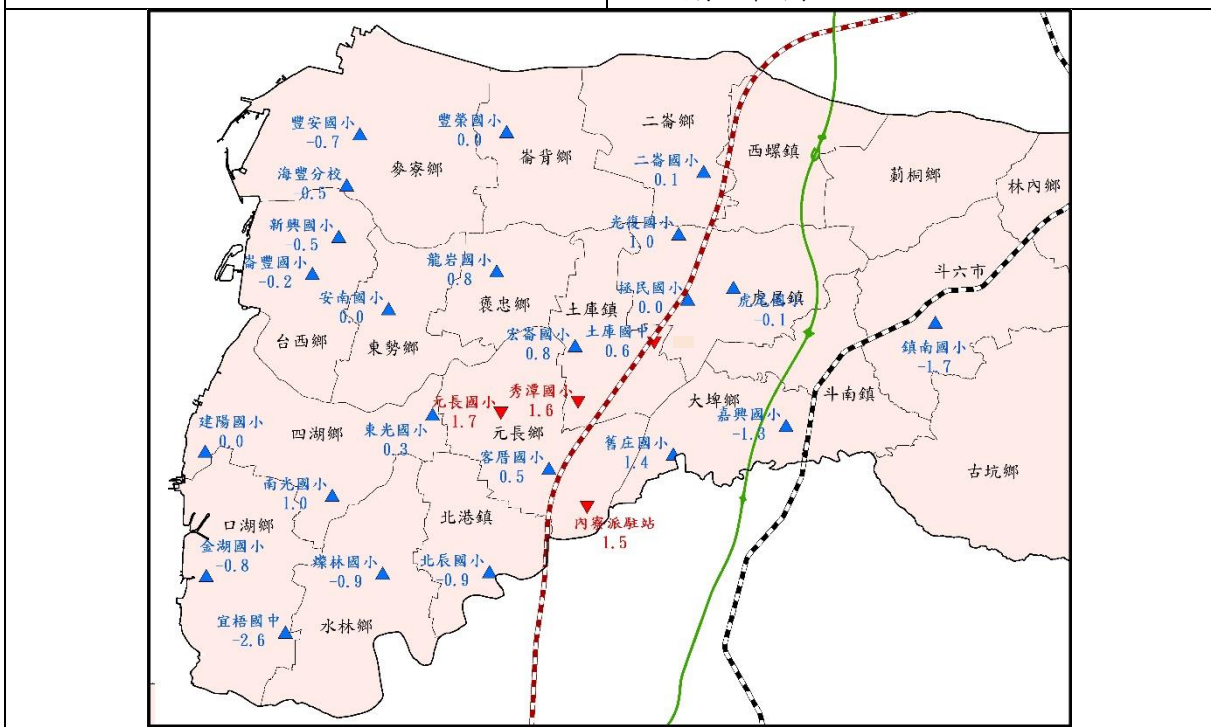 二崙鄉
豐安國小
-0.7
豐榮國小
0.0
崙背鄉
西螺鎮
麥寮鄉
二崙國小
0.1
莿桐鄉
林內鄉
海豐分校
0.5
新興國小
-0.5
光復國小
1.0
崙豐國小
-0.2
龍岩國小
0.8
斗六市
安南國小
0.0
褒忠鄉
土庫鎮
拯民國小
0.0
虎尾鎮
虎尾國小
-0.1
台西鄉
東勢鄉
宏崙國小
0.8
土庫國中
0.6
鎮南國小
-1.7
秀潭國小
1.6
元長國小
1.7
大埤鄉
斗南鎮
建陽國小
0.0
四湖鄉
東光國小
0.3
元長鄉
嘉興國小
-1.3
客厝國小
0.5
舊庄國小
1.4
古坑鄉
南光國小
1.0
口湖鄉
北港鎮
內寮派駐站
1.5
金湖國小
-0.8
燦林國小
-0.9
北辰國小
-0.9
宜梧國中
-2.6
水林鄉